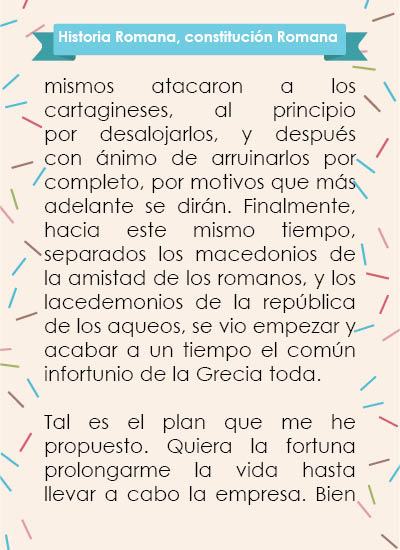 Historia Romana, constitución Romana
mismos atacaron a los
cartagineses, al principio
por desalojarlos, y después
con ánimo de arruinarlos por
completo, por motivos que más
adelante se dirán. Finalmente,
hacia este mismo tiempo,
separados los macedonios de
la amistad de los romanos, y los
lacedemonios de la república
de los aqueos, se vio empezar y
acabar a un tiempo el común
infortunio de la Grecia toda.
Tal es el plan que me he
propuesto. Quiera la fortuna
prolongarme la vida hasta
llevar a cabo la empresa. Bien